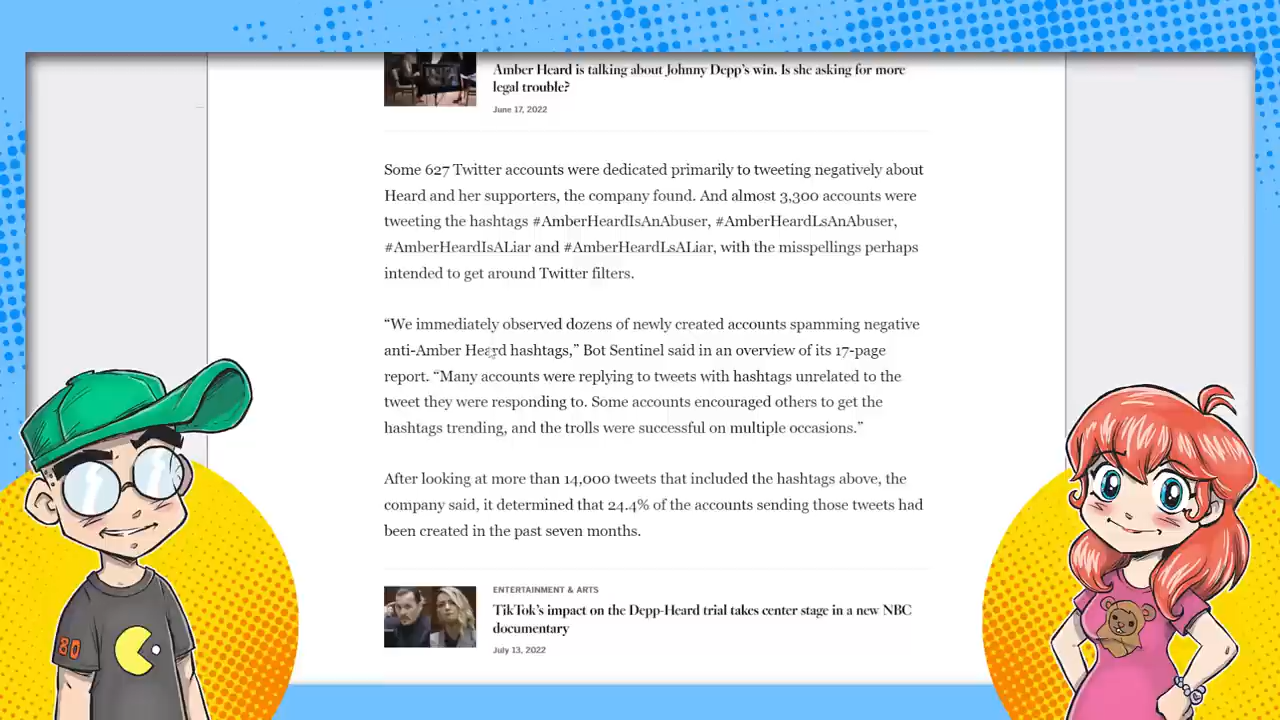 Amber Heard is talking about Johnny Depp's win. Is she asking for more
legal trouble?
June 17, 2022
Some 627 Twitter accounts were dedicated primarily to tweeting negatively about
Heard and her supporters, the company found. And almost 3,300 accounts were
tweeting the hashtags #AmberHeardIsAnAbuser, #AmberHeardLsAnAbuser,
#AmberHeardIsALiar and #AmberHeardLsALiar, with the misspellings perhaps
intended to get around Twitter filters.
“We immediately observed dozens of newly created accounts spamming negative
anti-Amber Heard hashtags,” Bot Sentinel said in an overview of its 17-page
report. “Many accounts were replying to tweets with hashtags unrelated to the
tweet they were responding to. Some accounts encouraged others to get the
hashtags trending, and the trolls were successful on multiple occasions.”
After looking at more than 14,000 tweets that included the hashtags above, the
company said, it determined that 24.4% of the accounts sending those tweets had
been created in the past seven months.
ENTERTAINMENT & ARTS
TikTok's impact on the Depp-Heard trial takes center stage in a new NBC
documentary
July 13, 2022
80